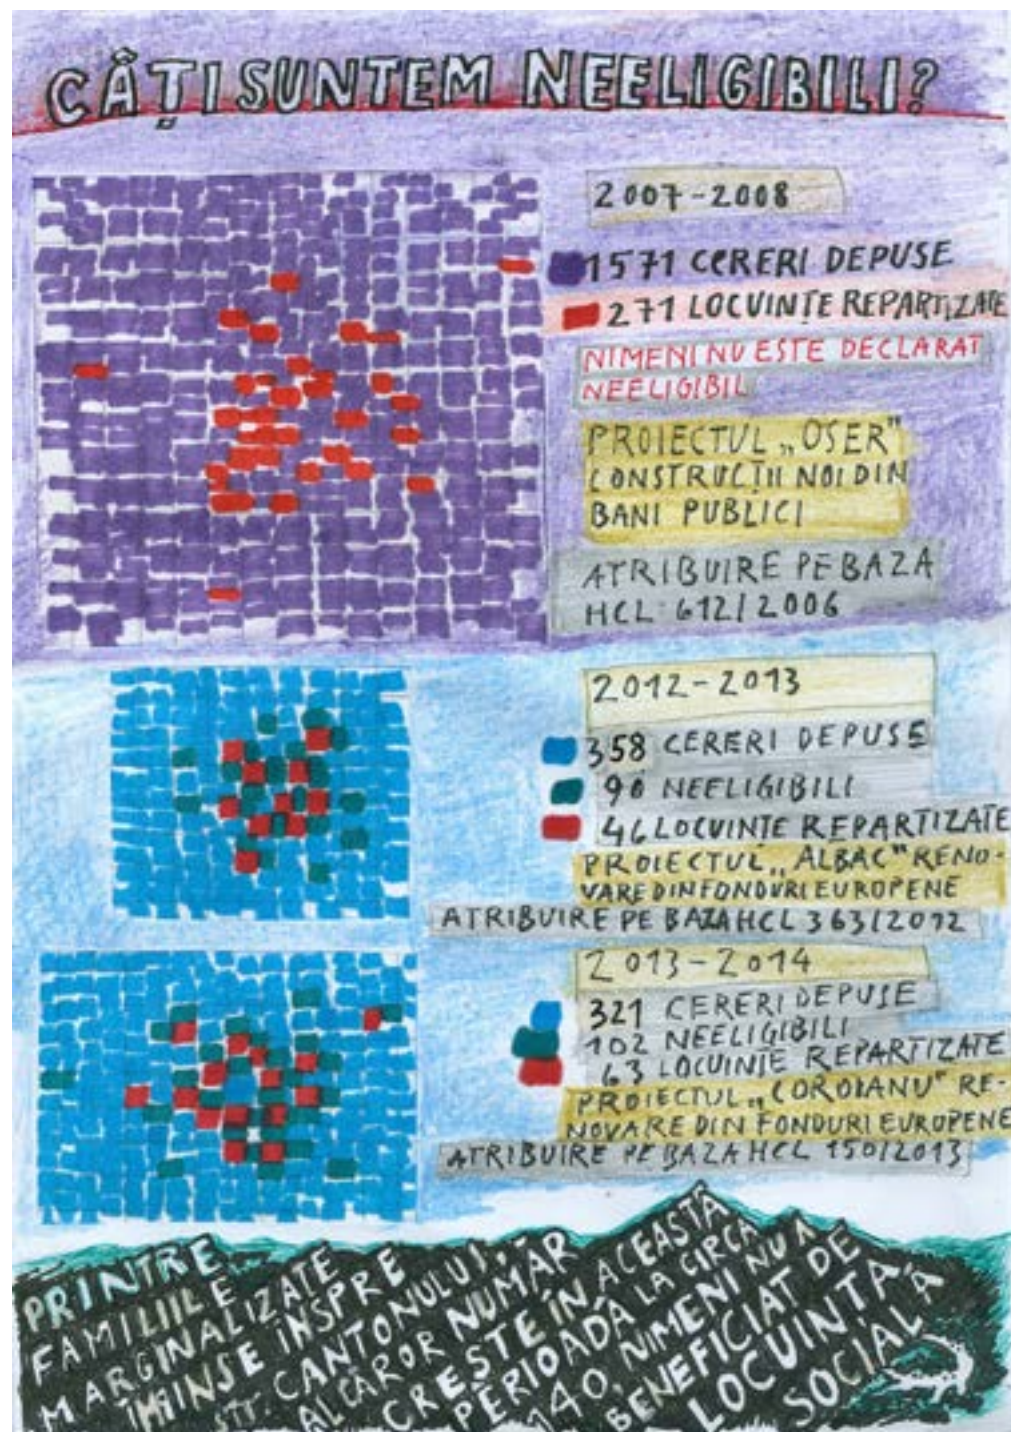 CÂȚI SUNTEM NEELIGIBILI?
2007-2008
1571 CERERI DEPUSE
271 LOCUINȚE REPARTIZATE
NIMENI NU ESTE DECLARAT
NEELIGIBIL
PROIECTUL „OSER"
CONSTRUCȚII NOI DIN
BANI PUBLICI
ATRIBUIRE PE BAZA
HCL 612/2006
2012-2013
358 CERERI DEPUSE
90 NEELIGIBILI
46 LOCUINȚE REPARTIZATE
PROIECTUL „ALBAC" RENO-
VARE DIN FONDURI EUROPENE
ATRIBUIRE PE BAZA HCL 363/2012
2013-2014
321 CERERI DEPUSE
102 NEELIGIBILI
63 LOCUINȚE REPARTIZATE
PROIECTUL „COROIANU" RE-
NOVARE DIN FONDURI EUROPENE
ATRIBUIRE PE BAZA HCL 150/2013
PRINTRE
FAMILIILE
MARGINALIZATE
ÎMPINSE ÎNSPRE
str. CANTONULUI,
AL CĂROR NUMĂR
CREȘTE ÎN ACEASTĂ
PERIOADĂ LA CIRCA
140, NIMENI NU A
BENEFICIAT DE
LOCUINȚĂ
SOCIALĂ